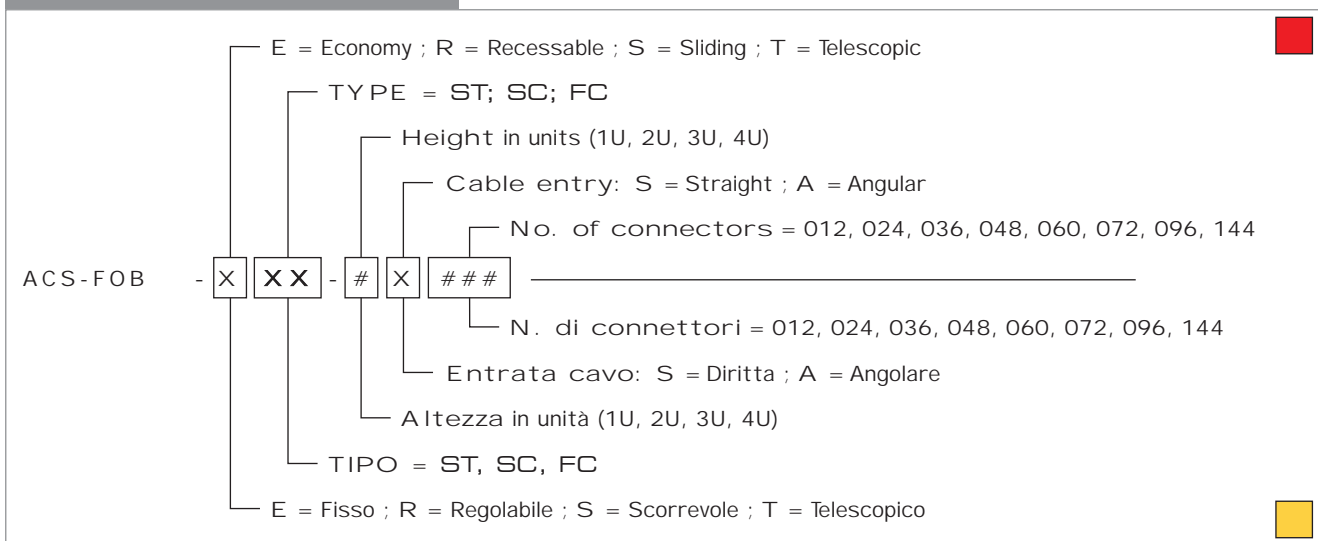 E = Economy ; R = Recessable ; S = Sliding ; T = Telescopic
TYPE = ST; SC; FC
Height in units (1U, 2U, 3U, 4U)
Cable entry: S = Straight ; A = Angular
No. of connectors = 012, 024, 036, 048, 060, 072, 096, 144
ACS-FOB - X XX - # X ###
N. di connettori = 012, 024, 036, 048, 060, 072, 096, 144
Entrata cavo: S = Diritta ; A = Angolare
Altezza in unità (1U, 2U, 3U, 4U)
TIPO = ST, SC, FC
E = Fisso ; R = Regolabile ; S = Scorrevole ; T = Telescopico